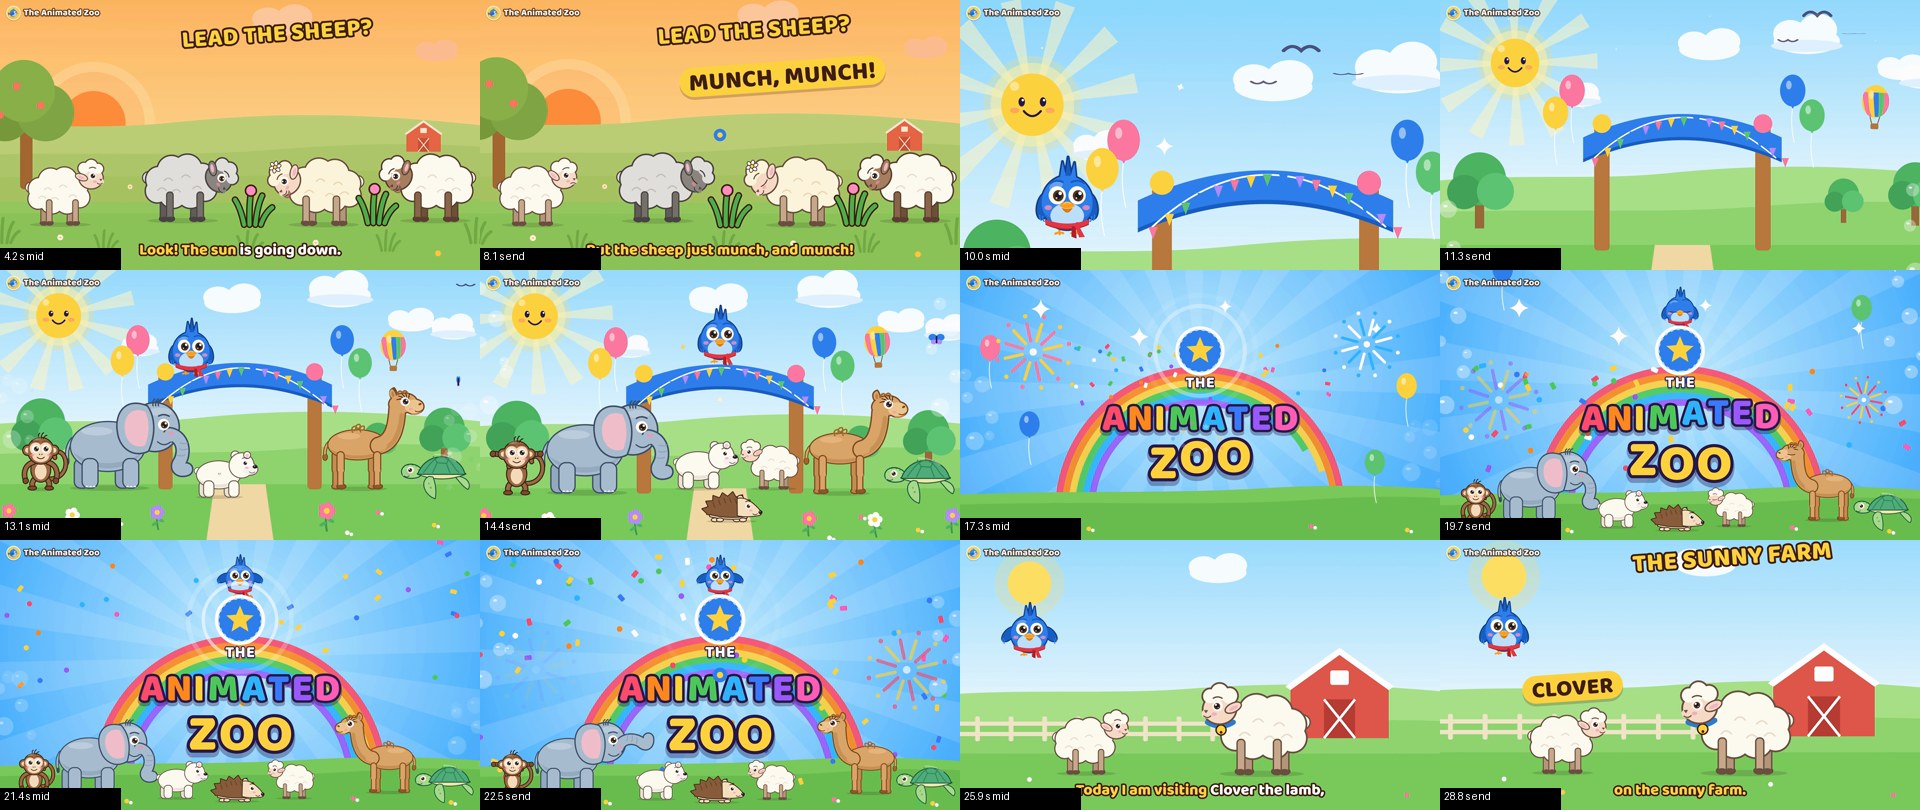 The Animated Zoo
LEAD THE SHEEP?
Look! The sun is going down.
4.2s mid
The Animated Zoo
LEAD THE SHEEP?
MUNCH, MUNCH!
But the sheep just munch, and munch!
8.1s end
The Animated Zoo
10.0s mid
The Animated Zoo
11.3s end
The Animated Zoo
13.1s mid
The Animated Zoo
14.4s end
The Animated Zoo
THE
ANIMATED
ZOO
17.3s mid
The Animated Zoo
THE
ANIMATED
ZOO
19.7s end
The Animated Zoo
THE
ANIMATED
ZOO
21.4s mid
The Animated Zoo
THE
ANIMATED
ZOO
22.5s end
The Animated Zoo
Today I am visiting Clover the lamb,
25.9s mid
The Animated Zoo
THE SUNNY FARM
CLOVER
on the sunny farm.
28.8s end